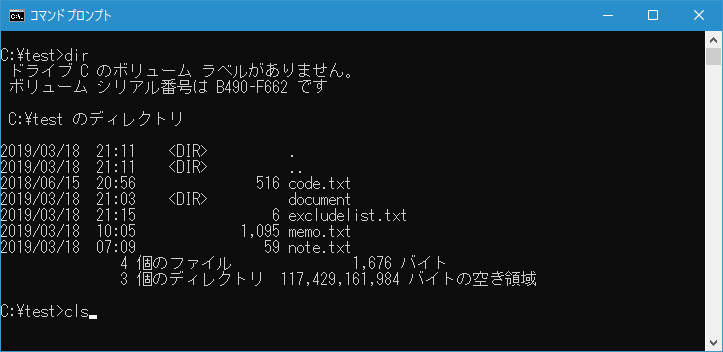 コマンドプロンプト
C:¥test>dir
ドライブ C のボリューム ラベルがありません。
ボリューム シリアル番号は B490-F662 です
C:¥test のディレクトリ
2019/03/18  21:11    <DIR>          .
2019/03/18  21:11    <DIR>          ..
2018/06/15  20:56               516 code.txt
2019/03/18  21:03    <DIR>          document
2019/03/18  21:15                 6 excludelist.txt
2019/03/18  10:05             1,095 memo.txt
2019/03/18  07:09                59 note.txt
4 個のファイル               1,676 バイト
3 個のディレクトリ  117,429,161,984 バイトの空き領域
C:¥test>cls